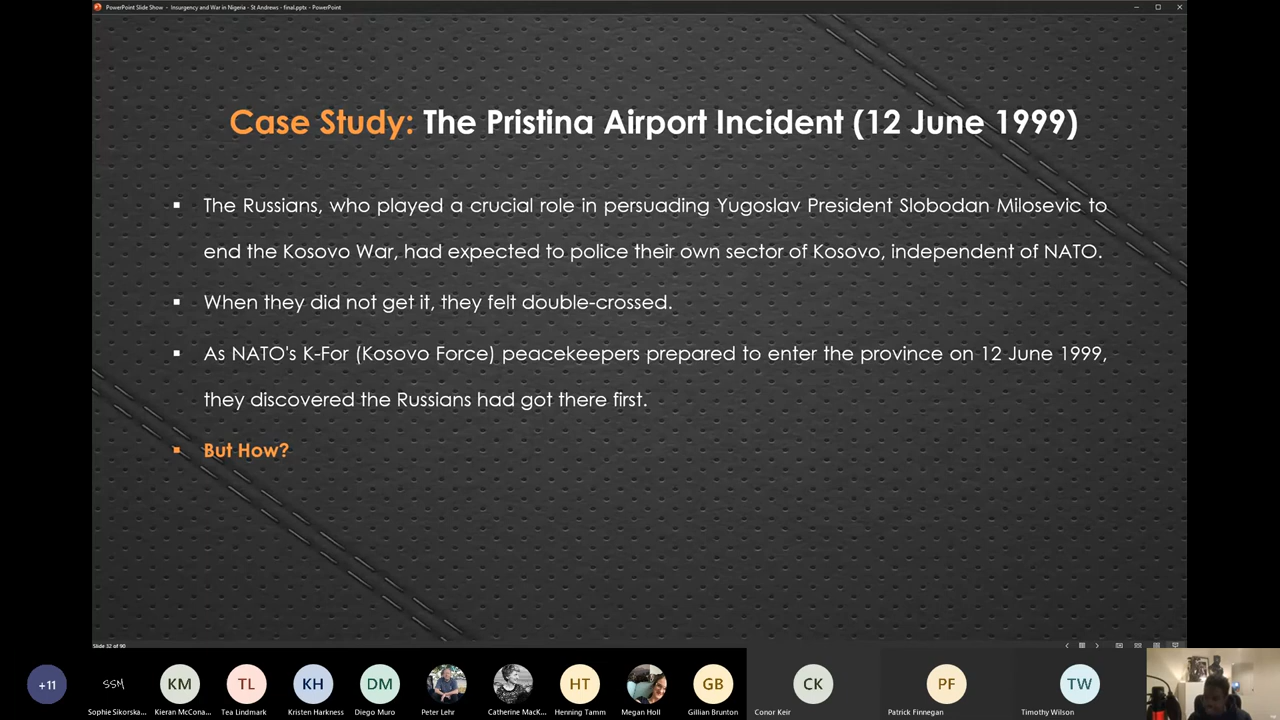 PowerPoint Slide Show - Insurgency and War in Nigeria - St Andrews - final.ppts - PowerPoint
Case Study: The Pristina Airport Incident (12 June 1999)
▪ The Russians, who played a crucial role in persuading Yugoslav President Slobodan Milosevic to
end the Kosovo War, had expected to police their own sector of Kosovo, independent of NATO.
▪ When they did not get it, they felt double-crossed.
▪ As NATO's K-For (Kosovo Force) peacekeepers prepared to enter the province on 12 June 1999,
they discovered the Russians had got there first.
▪ But How?
Slide 32 of 90
+11 SSM KM TL KH DM HT GB CK PF TW
Sophie Sikorska... Kieran McCona... Tea Lindmark Kristen Harkness Diego Muro Peter Lehr Catherine MacK... Henning Tamm Megan Holl Gillian Brunton Conor Keir Patrick Finnegan Timothy Wilson